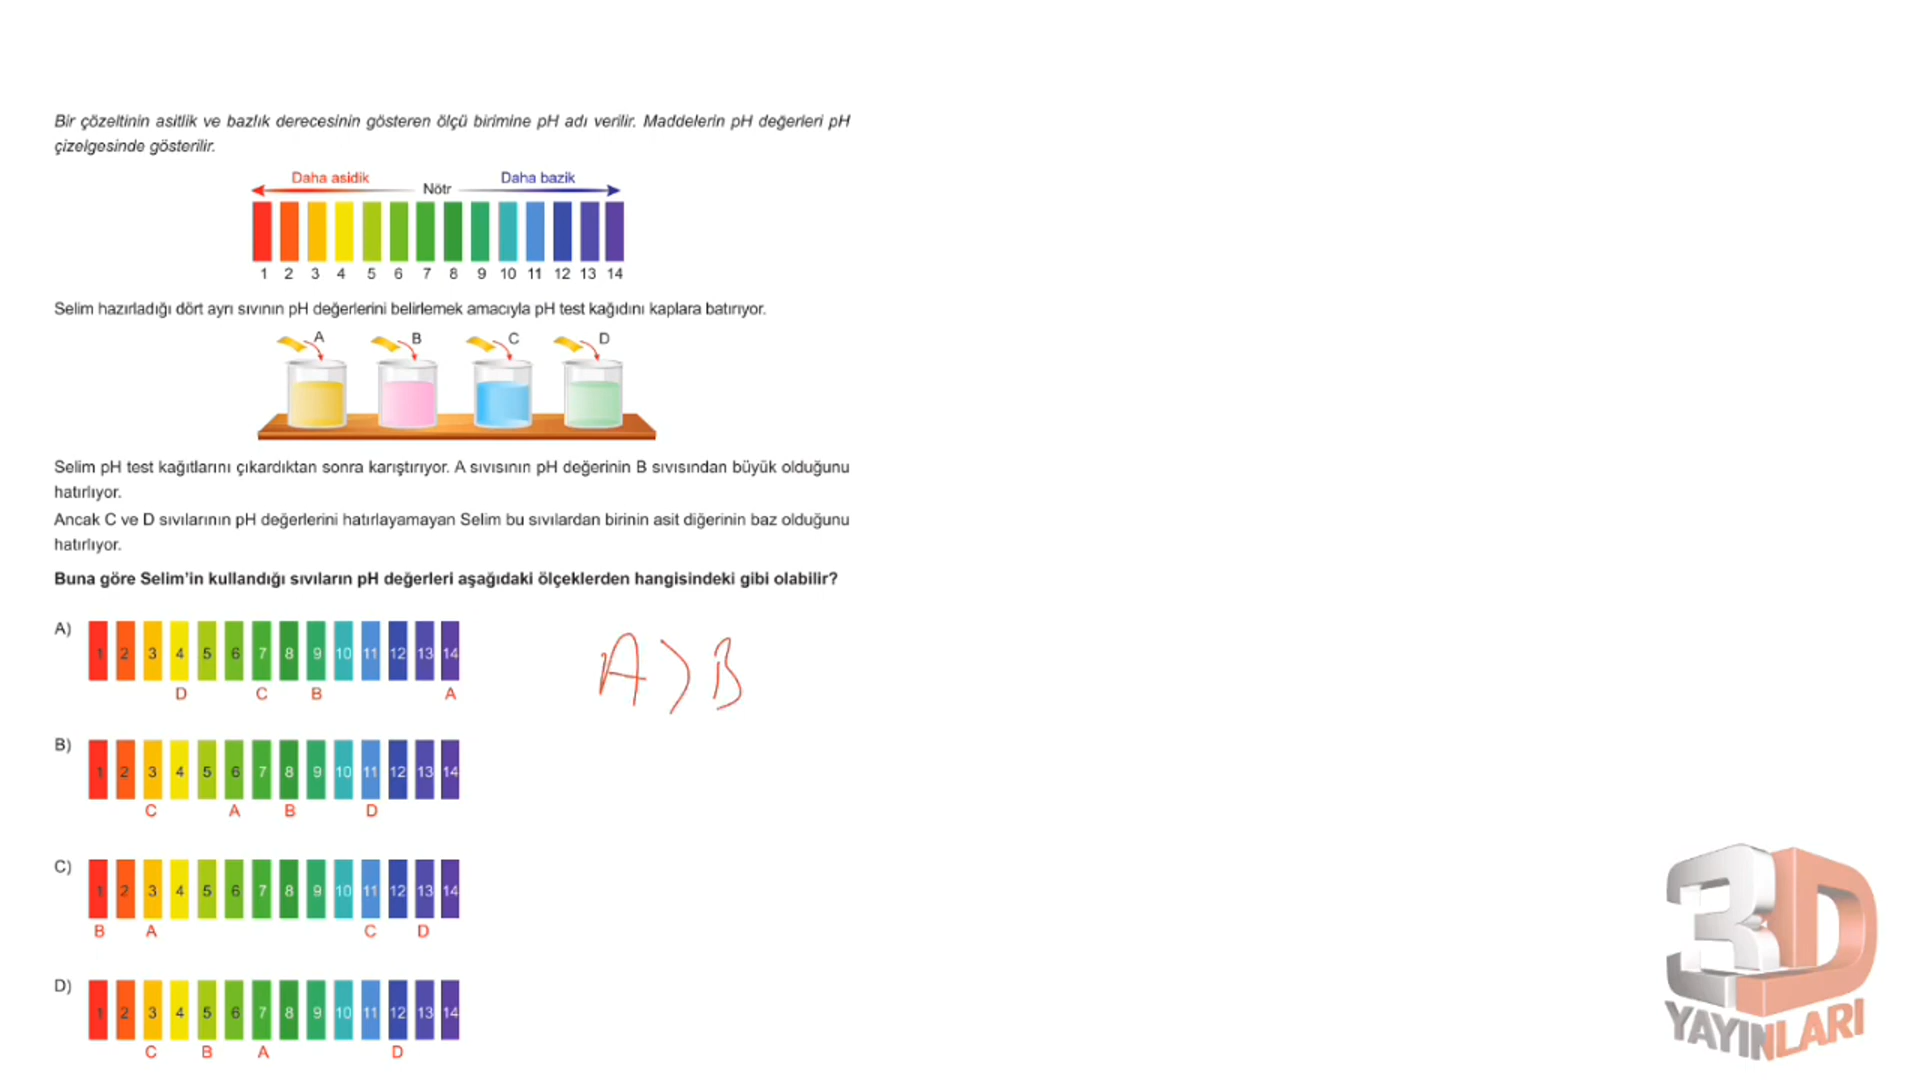 Bir çözeltinin asitlik ve bazlık derecesinin gösteren ölçü birimine pH adı verilir. Maddelerin pH değerleri pH
çizelgesinde gösterilir.
Daha asidik
Nötr
Daha bazik
1 2 3 4 5 6 7 8 9 10 11 12 13 14
Selim hazırladığı dört ayrı sıvının pH değerlerini belirlemek amacıyla pH test kağıdını kaplara batırıyor.
A B C D
Selim pH test kağıtlarını çıkardıktan sonra karıştırıyor. A sıvısının pH değerinin B sıvısından büyük olduğunu
hatırlıyor.
Ancak C ve D sıvılarının pH değerlerini hatırlayamayan Selim bu sıvılardan birinin asit diğerinin baz olduğunu
hatırlıyor.
Buna göre Selim'in kullandığı sıvıların pH değerleri aşağıdaki ölçeklerden hangisindeki gibi olabilir?
A) 1 2 3 4 5 6 7 8 9 10 11 12 13 14
D C B A
A > B
B) 1 2 3 4 5 6 7 8 9 10 11 12 13 14
C A B D
C) 1 2 3 4 5 6 7 8 9 10 11 12 13 14
B A C D
D) 1 2 3 4 5 6 7 8 9 10 11 12 13 14
C B A D
3D
YAYINLARI